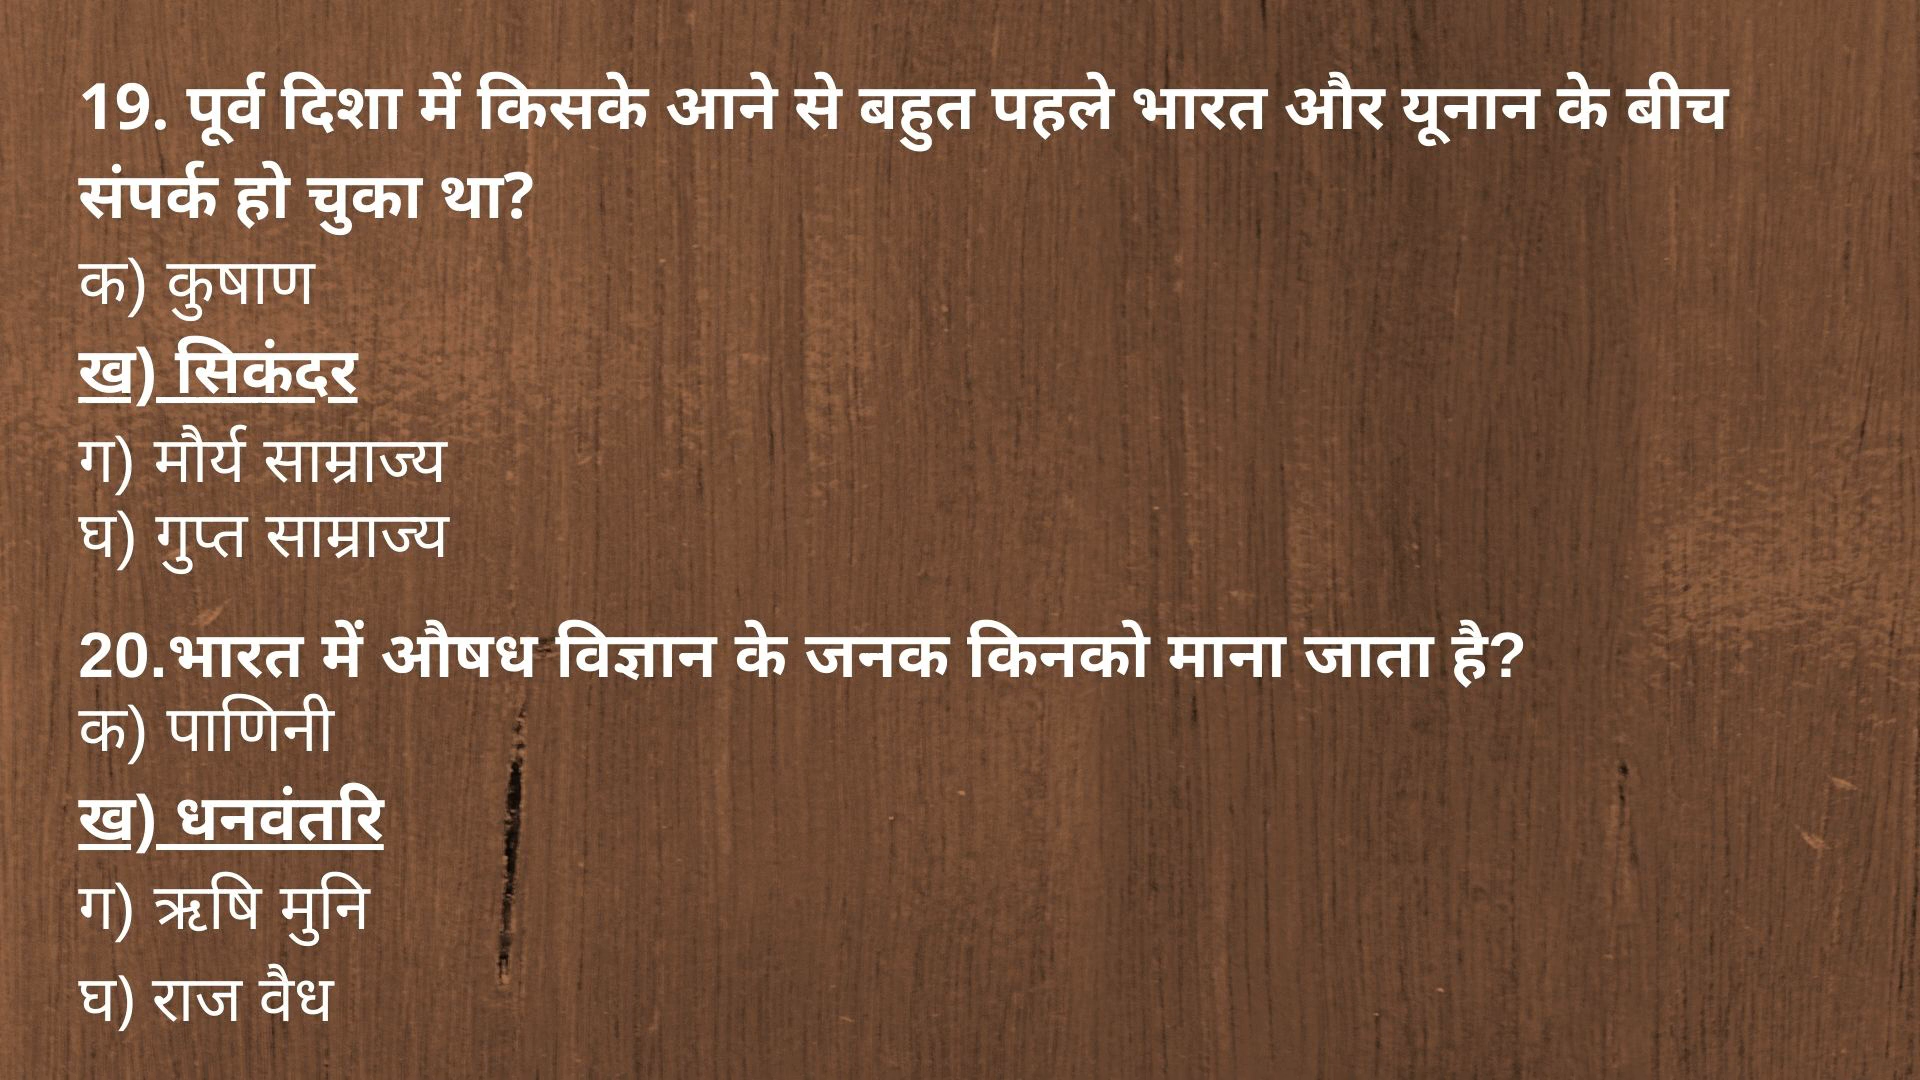 19. पूर्व दिशा में किसके आने से बहुत पहले भारत और यूनान के बीच
संपर्क हो चुका था?
क) कुषाण
ख) सिकंदर
ग) मौर्य साम्राज्य
घ) गुप्त साम्राज्य
20.भारत में औषध विज्ञान के जनक किनको माना जाता है?
क) पाणिनी
ख) धनवंतरि
ग) ऋषि मुनि
घ) राज वैध